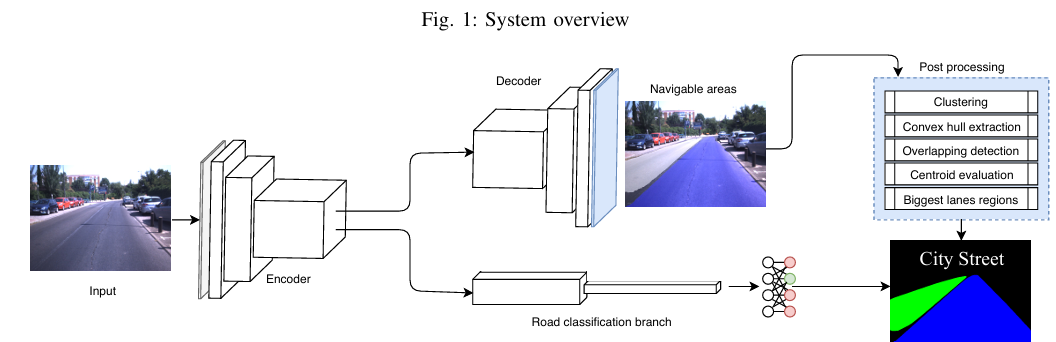 Fig. 1: System overview
Decoder
Navigable areas
Post processing
Clustering
Convex hull extraction
Overlapping detection
Centroid evaluation
Biggest lanes regions
Input
Encoder
Road classification branch
City Street